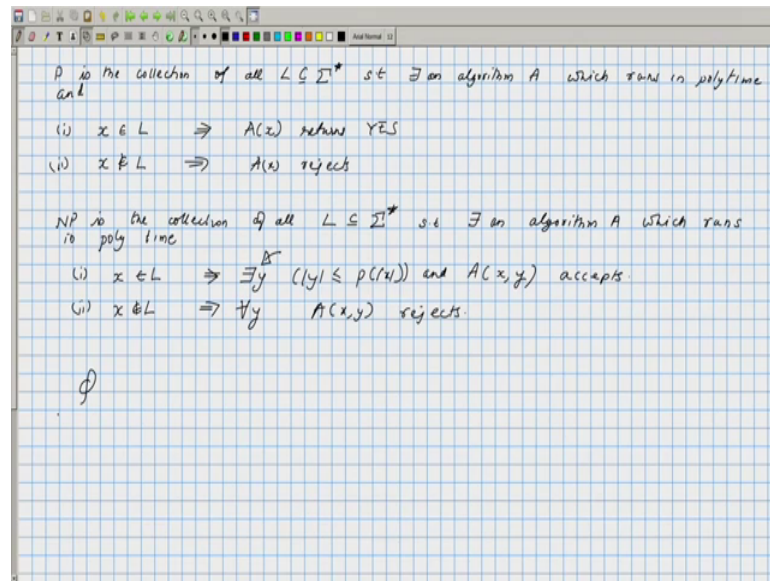 P is the collection of all L ⊆ Σ* st ∃ an algorithm A which runs in polytime
and
(i) x ∈ L ⇒ A(x) returns YES
(ii) x ∉ L ⇒ A(x) rejects
NP is the collection of all L ⊆ Σ* s.t ∃ an algorithm A which runs
in poly time
(i) x ∈ L ⇒ ∃y (|y| ≤ p(|x|)) and A(x,y) accepts.
(ii) x ∉ L ⇒ ∀y A(x,y) rejects.